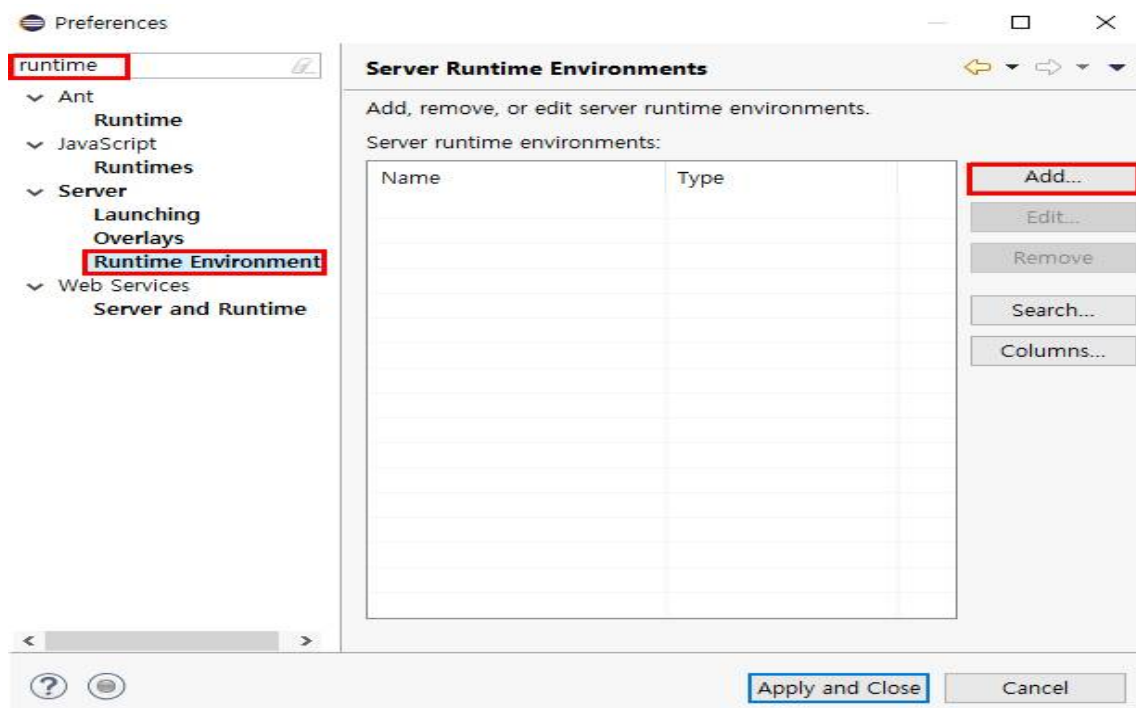 Preferences
runtime
Ant
Runtime
JavaScript
Runtimes
Server
Launching
Overlays
Runtime Environment
Web Services
Server and Runtime
Server Runtime Environments
Add, remove, or edit server runtime environments.
Server runtime environments:
Name Type
Add...
Edit...
Remove
Search...
Columns...
? Apply and Close Cancel